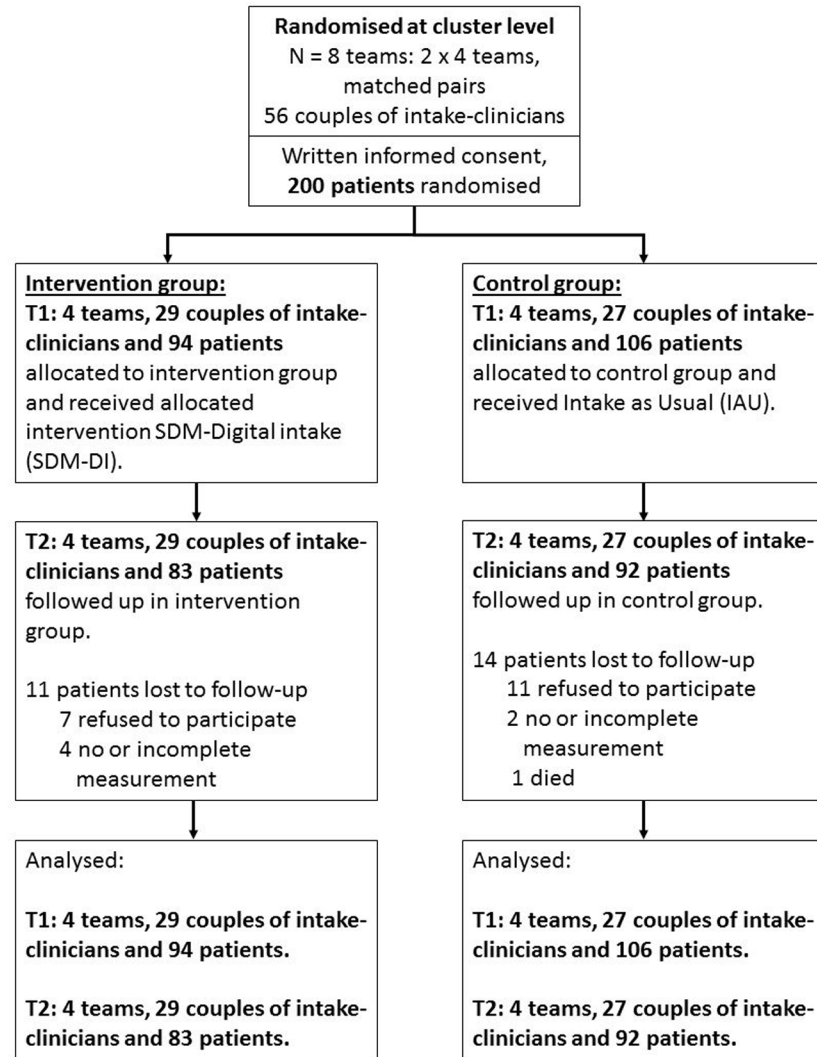 Randomised at cluster level
N = 8 teams: 2 x 4 teams,
matched pairs
56 couples of intake-clinicians
Written informed consent,
200 patients randomised
Intervention group:
T1: 4 teams, 29 couples of intake-
clinicians and 94 patients
allocated to intervention group
and received allocated
intervention SDM-Digital intake
(SDM-DI).
Control group:
T1: 4 teams, 27 couples of intake-
clinicians and 106 patients
allocated to control group and
received Intake as Usual (IAU).
T2: 4 teams, 29 couples of intake-
clinicians and 83 patients
followed up in intervention
group.
11 patients lost to follow-up
7 refused to participate
4 no or incomplete
measurement
T2: 4 teams, 27 couples of intake-
clinicians and 92 patients
followed up in control group.
14 patients lost to follow-up
11 refused to participate
2 no or incomplete
measurement
1 died
Analysed:
T1: 4 teams, 29 couples of intake-
clinicians and 94 patients.
T2: 4 teams, 29 couples of intake-
clinicians and 83 patients.
Analysed:
T1: 4 teams, 27 couples of intake-
clinicians and 106 patients.
T2: 4 teams, 27 couples of intake-
clinicians and 92 patients.